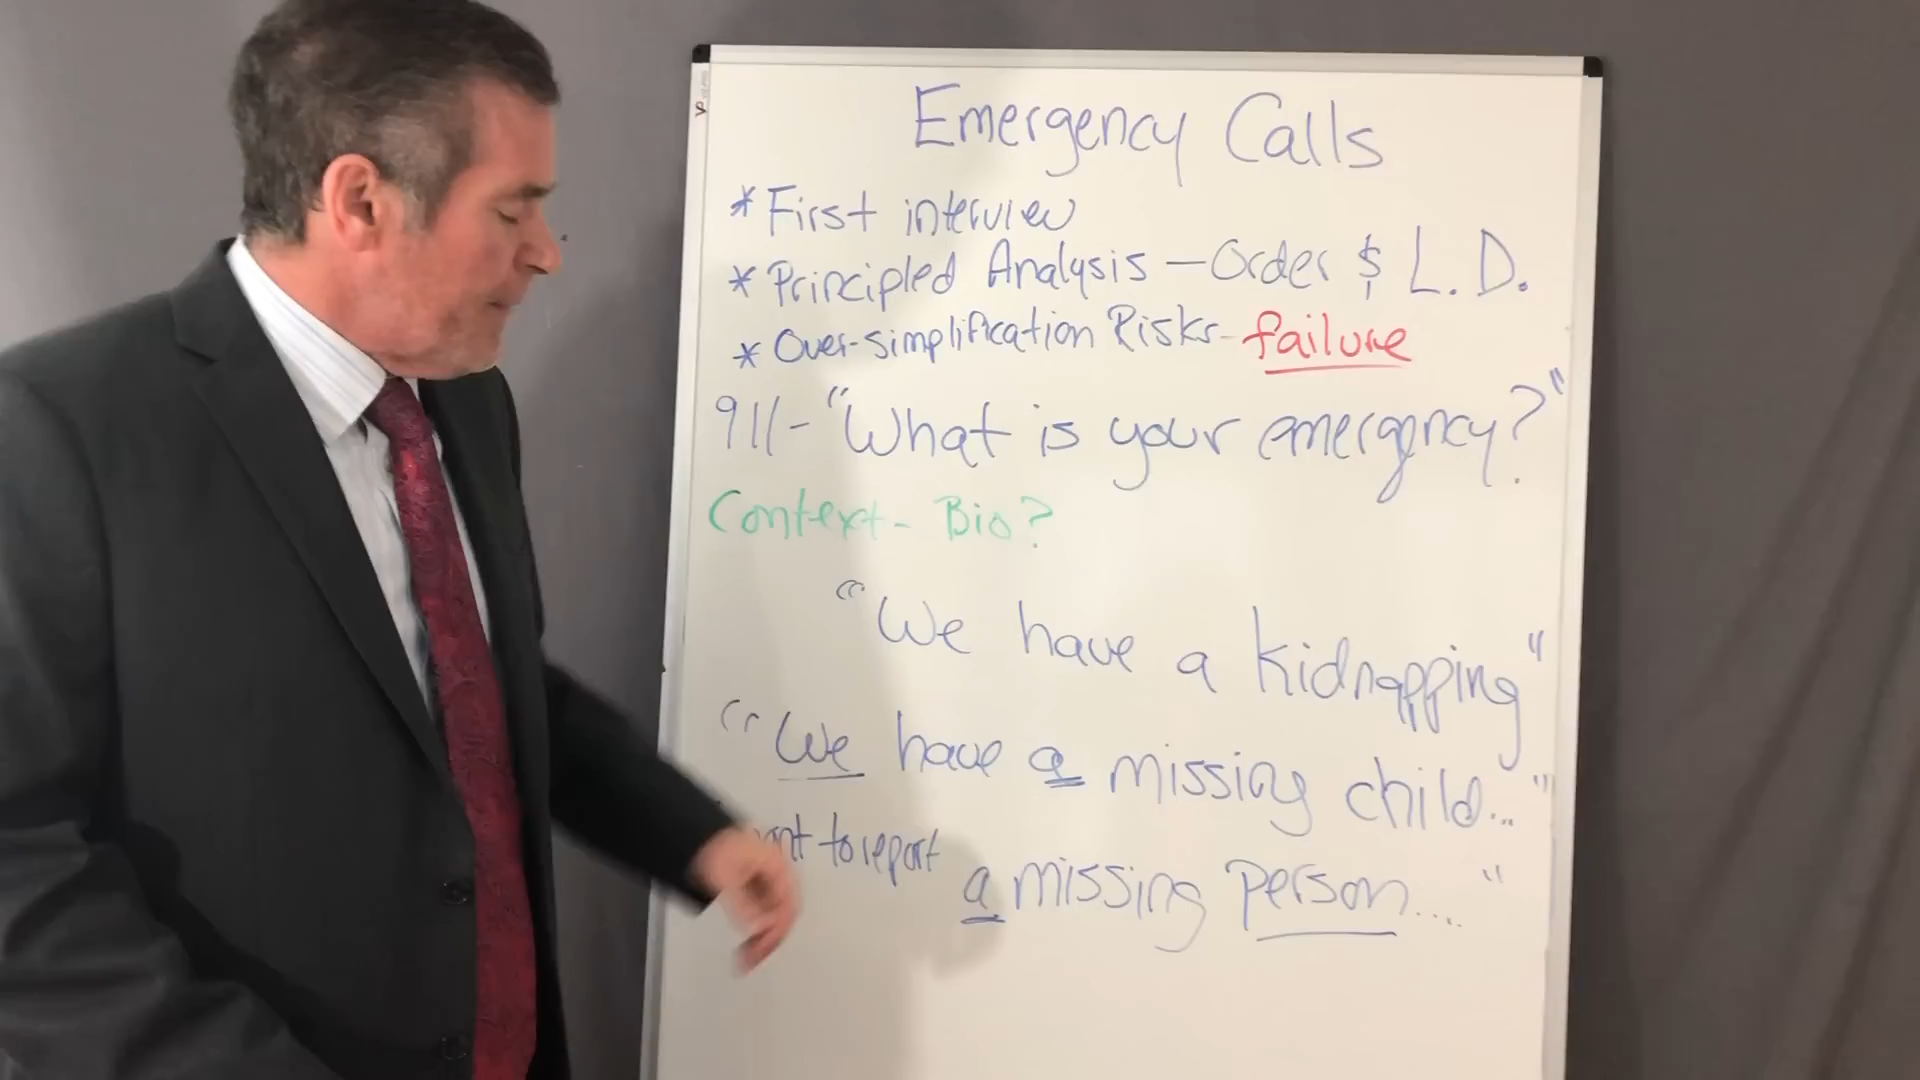 Emergency Calls
* First interview
* Principled Analysis - Order & L. D.
* Over-simplification Risks - failure
911- "What is your emergency?"
Context - Bio?
"We have a kidnapping"
"We have a missing child..."
to report
a missing person...."